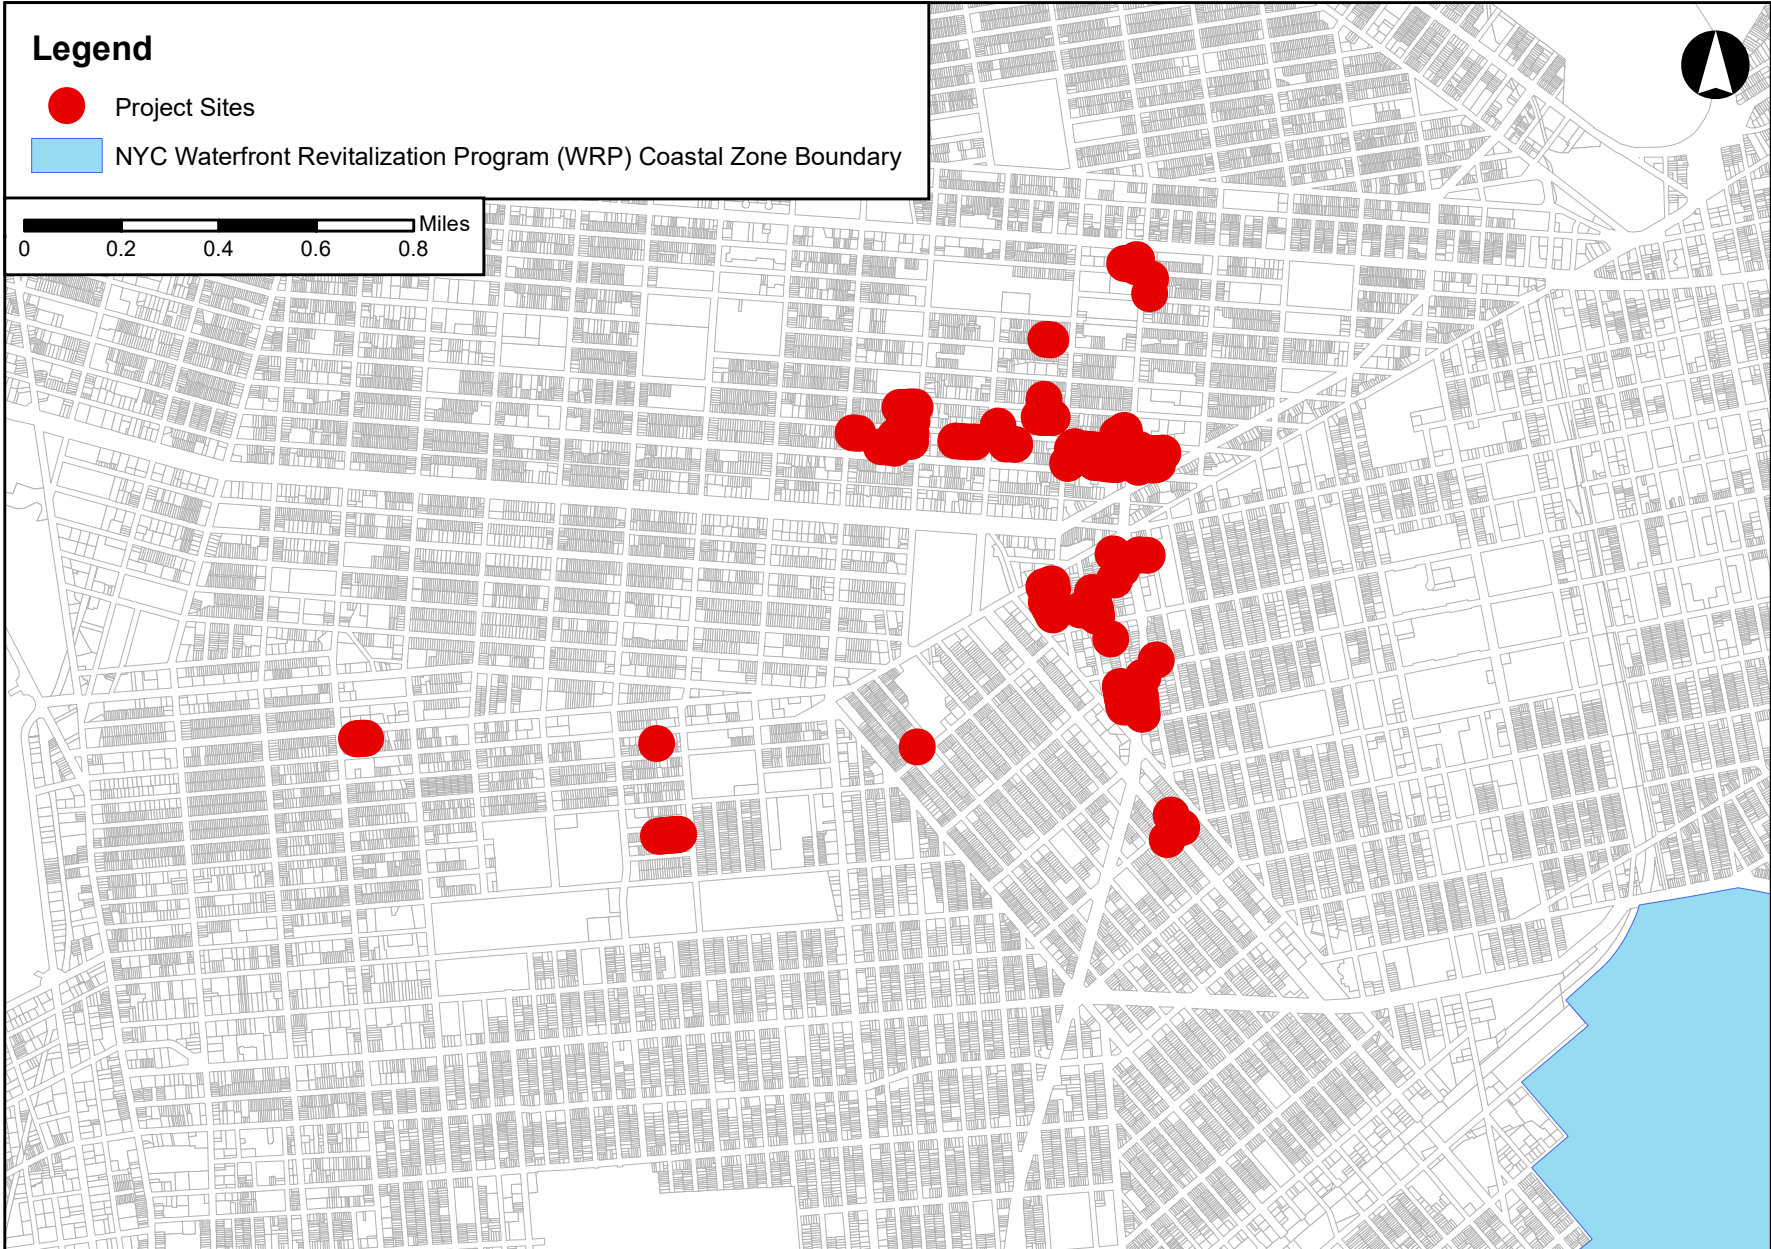 Legend
Project Sites
NYC Waterfront Revitalization Program (WRP) Coastal Zone Boundary
Miles
0 0.2 0.4 0.6 0.8